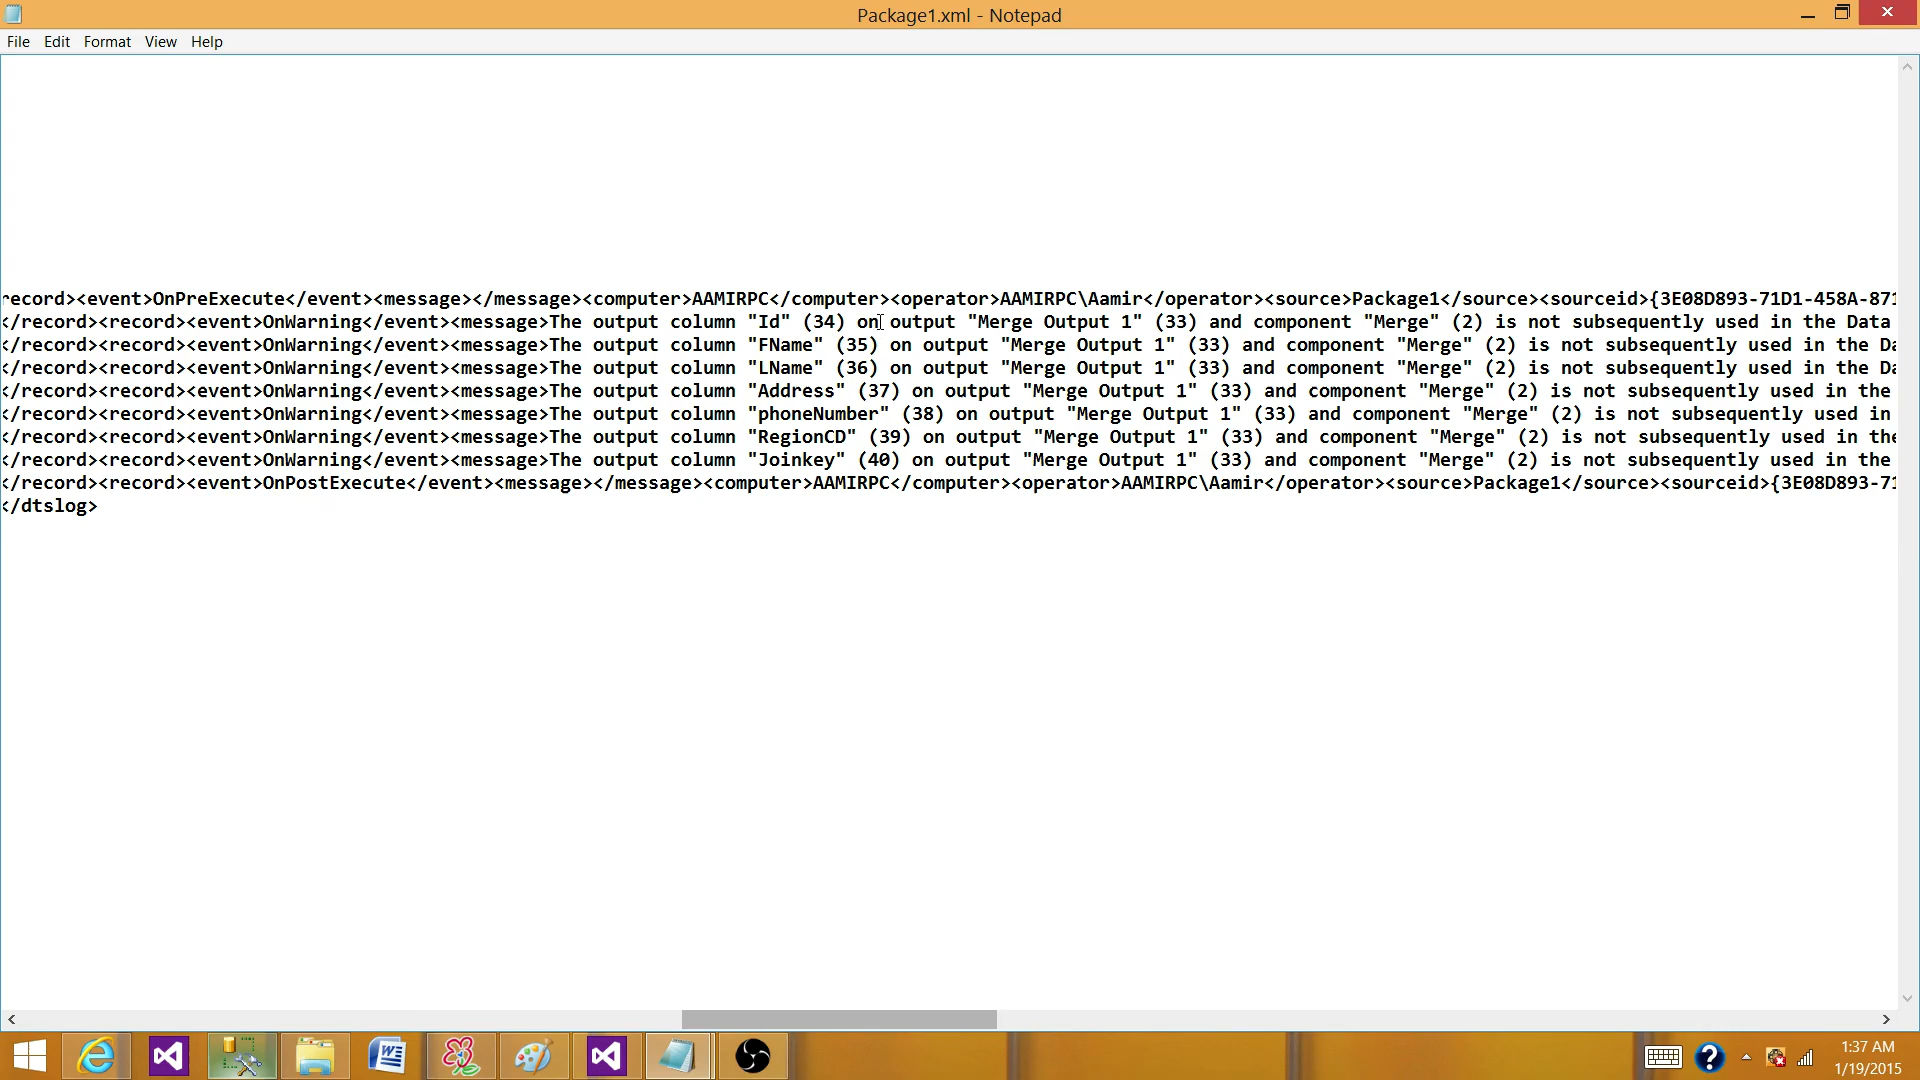 Package1.xml - Notepad
File Edit Format View Help
record><event>OnPreExecute</event><message></message><computer>AAMIRPC</computer><operator>AAMIRPC\Aamir</operator><source>Package1</source><sourceid>{3E08D893-71D1-458A-871
</record><record><event>OnWarning</event><message>The output column "Id" (34) on output "Merge Output 1" (33) and component "Merge" (2) is not subsequently used in the Data
</record><record><event>OnWarning</event><message>The output column "FName" (35) on output "Merge Output 1" (33) and component "Merge" (2) is not subsequently used in the Da
</record><record><event>OnWarning</event><message>The output column "LName" (36) on output "Merge Output 1" (33) and component "Merge" (2) is not subsequently used in the Da
</record><record><event>OnWarning</event><message>The output column "Address" (37) on output "Merge Output 1" (33) and component "Merge" (2) is not subsequently used in the
</record><record><event>OnWarning</event><message>The output column "phoneNumber" (38) on output "Merge Output 1" (33) and component "Merge" (2) is not subsequently used in
</record><record><event>OnWarning</event><message>The output column "RegionCD" (39) on output "Merge Output 1" (33) and component "Merge" (2) is not subsequently used in the
</record><record><event>OnWarning</event><message>The output column "Joinkey" (40) on output "Merge Output 1" (33) and component "Merge" (2) is not subsequently used in the
</record><record><event>OnPostExecute</event><message></message><computer>AAMIRPC</computer><operator>AAMIRPC\Aamir</operator><source>Package1</source><sourceid>{3E08D893-71
</dtslog>
1:37 AM
1/19/2015